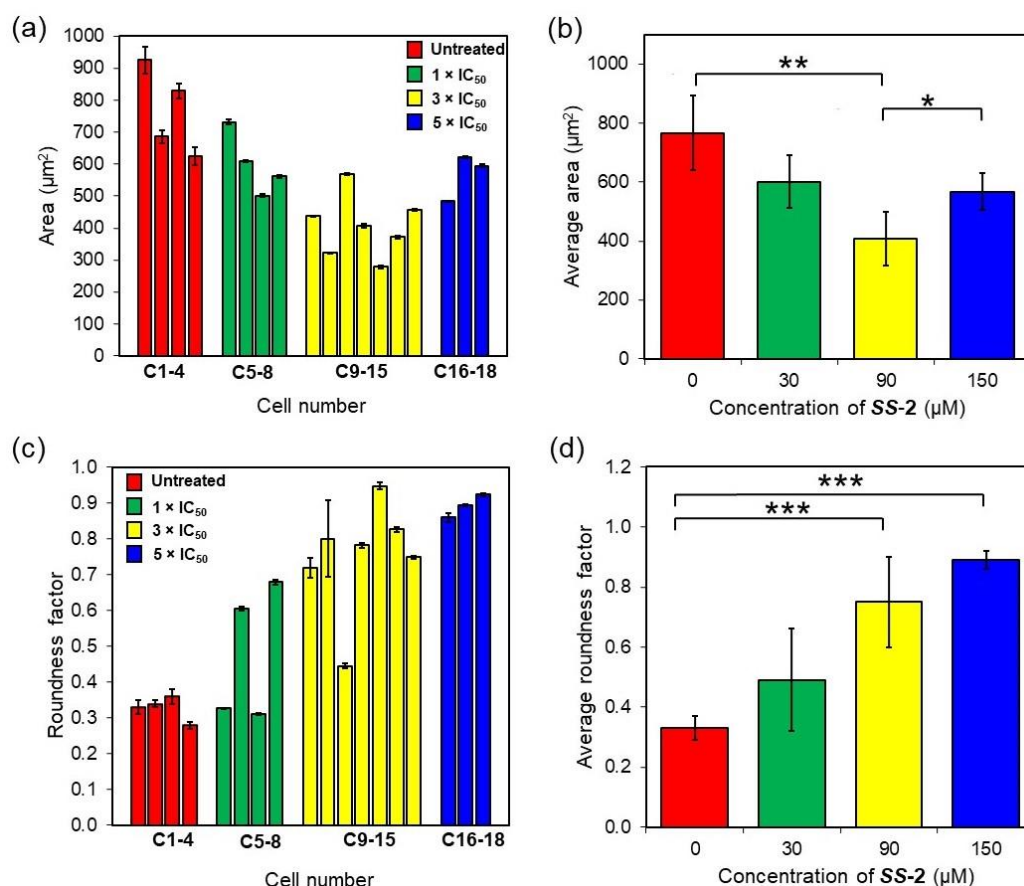 (a)
1000
900
800
700
600
500
400
300
200
100
0
Area (µm²)
Untreated
1 × IC₅₀
3 × IC₅₀
5 × IC₅₀
C1-4 C5-8 C9-15 C16-18
Cell number
(b)
1000
800
600
400
200
0
Average area (µm²)
**
*
0 30 90 150
Concentration of SS-2 (µM)
(c)
1.0
0.9
0.8
0.7
0.6
0.5
0.4
0.3
0.2
0.1
0.0
Roundness factor
Untreated
1 × IC₅₀
3 × IC₅₀
5 × IC₅₀
C1-4 C5-8 C9-15 C16-18
Cell number
(d)
1.2
1.0
0.8
0.6
0.4
0.2
0.0
Average roundness factor
***
***
0 30 90 150
Concentration of SS-2 (µM)